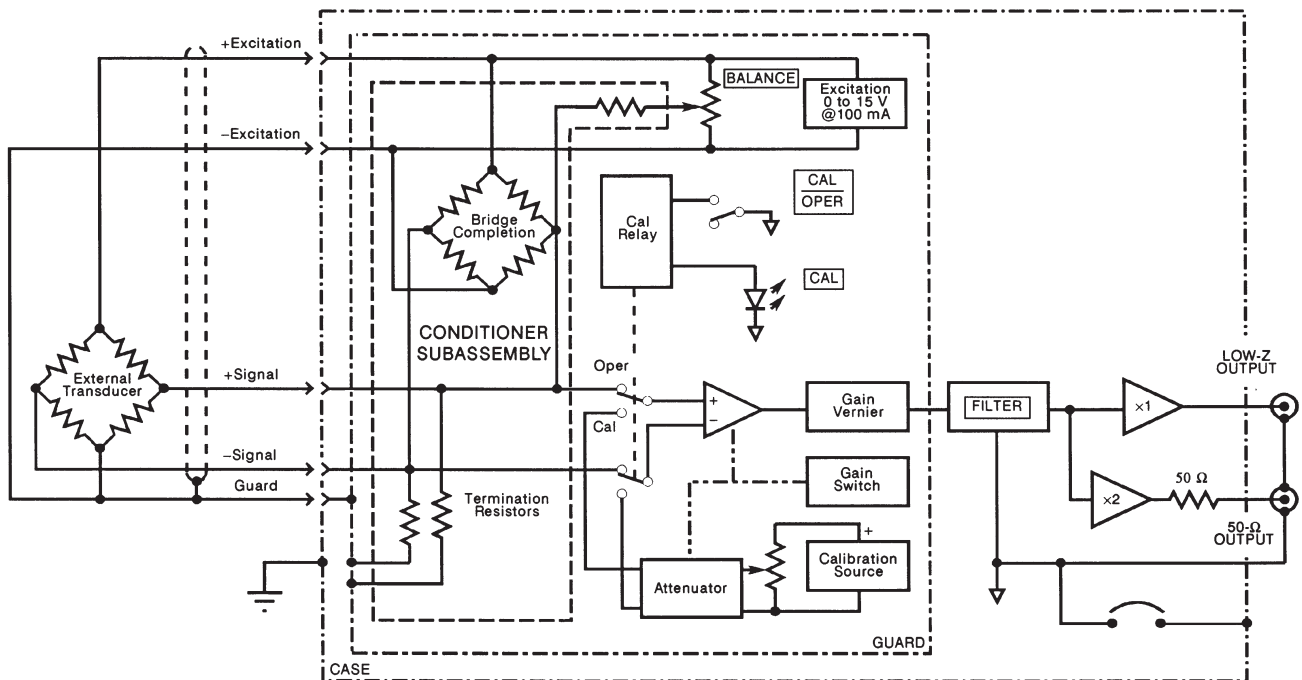 +Excitation
BALANCE
Excitation
0 to 15 V
@100 mA
−Excitation
CAL
OPER
Cal
Relay
Bridge
Completion
CAL
CONDITIONER
SUBASSEMBLY
LOW-Z
OUTPUT
External
Transducer
+Signal
Oper
+
−
Gain
Vernier
FILTER
×1
Cal
−Signal
Guard
Termination
Resistors
Gain
Switch
×2
50 Ω
50-Ω
OUTPUT
+
Attenuator
Calibration
Source
GUARD
CASE